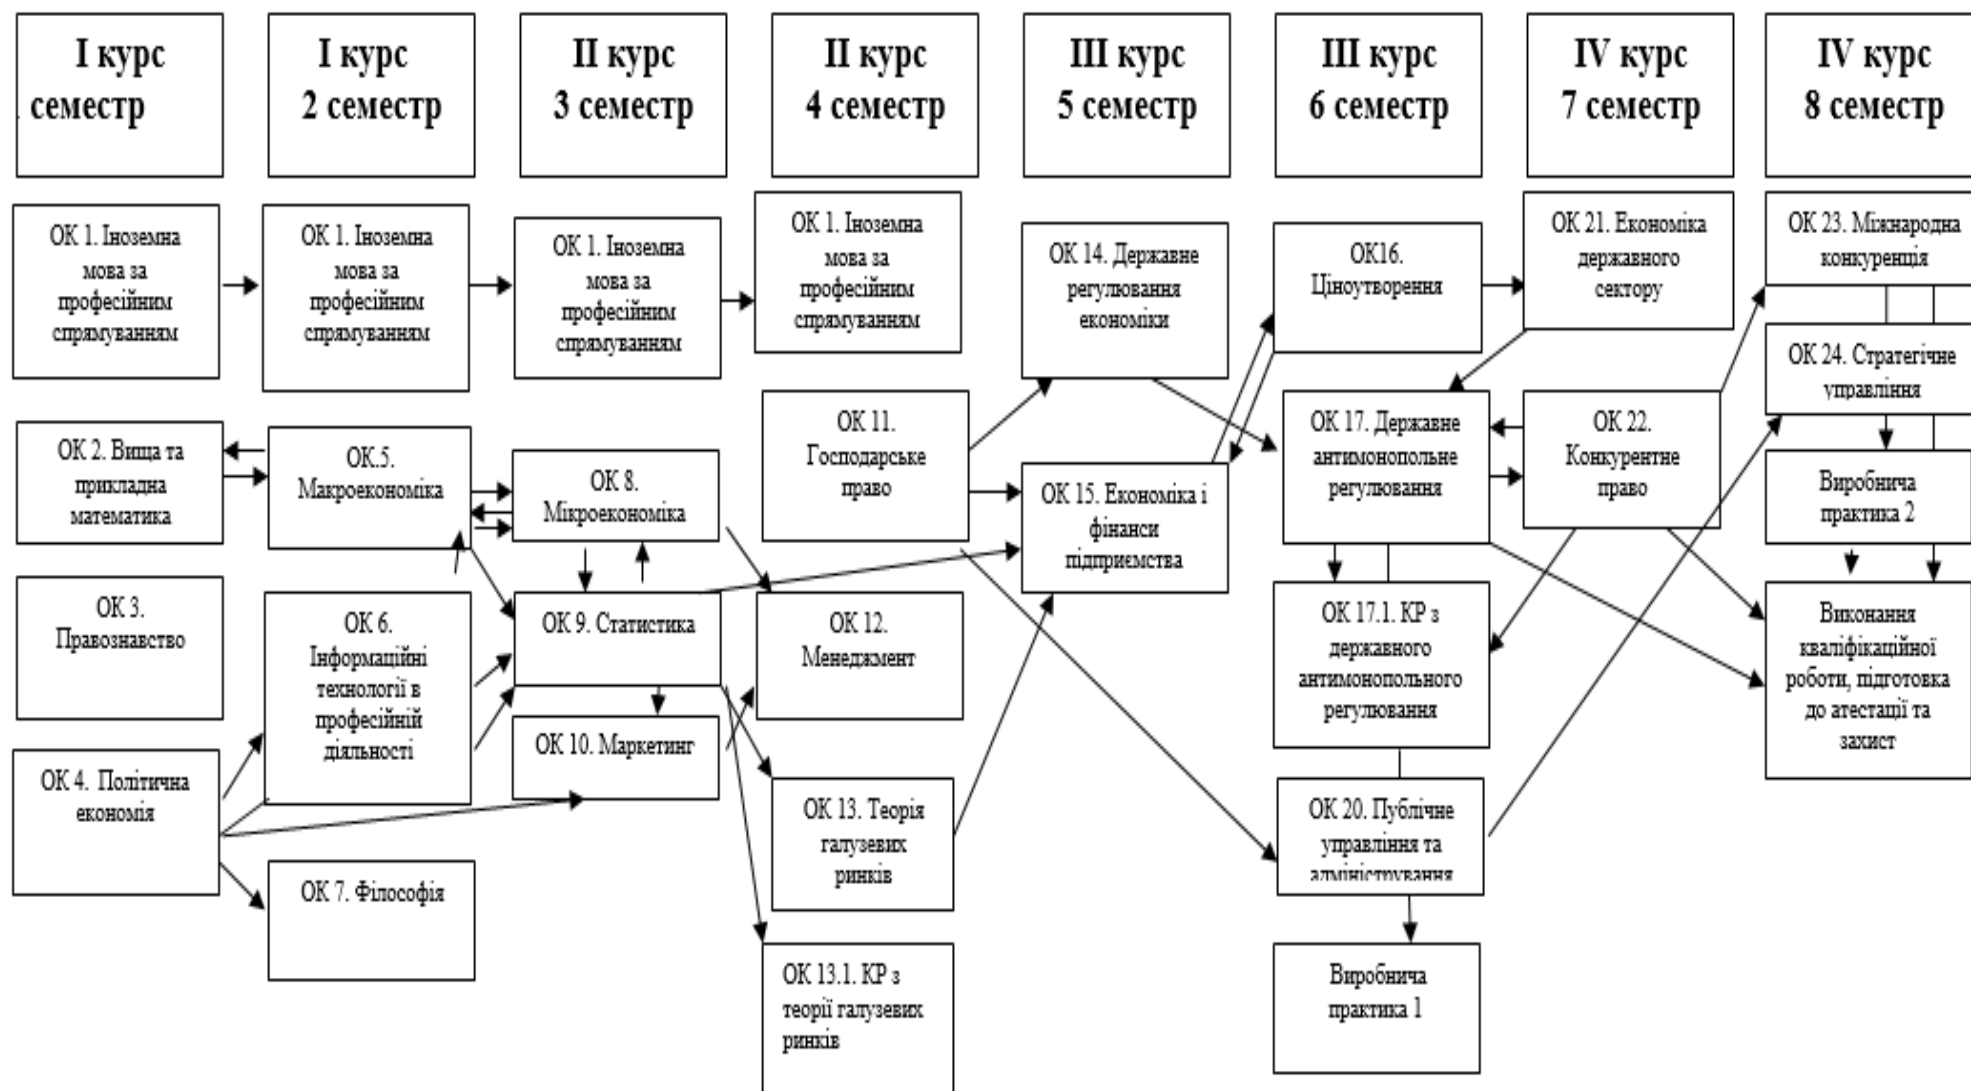 І курс
семестр
І курс
2 семестр
ІІ курс
3 семестр
ІІ курс
4 семестр
ІІІ курс
5 семестр
ІІІ курс
6 семестр
IV курс
7 семестр
IV курс
8 семестр
ОК 1. Іноземна
мова за
професійним
спрямуванням
ОК 2. Вища та
прикладна
математика
ОК 3.
Правознавство
ОК 4. Політична
економія
ОК 1. Іноземна
мова за
професійним
спрямуванням
ОК.5.
Макроекономіка
ОК 6.
Інформаційні
технології в
професійній
діяльності
ОК 7. Філософія
ОК 1. Іноземна
мова за
професійним
спрямуванням
ОК 8.
Мікроекономіка
ОК 9. Статистика
ОК 10. Маркетинг
ОК 1. Іноземна
мова за
професійним
спрямуванням
ОК 11.
Господарське
право
ОК 12.
Менеджмент
ОК 13. Теорія
галузевих
ринків
ОК 13.1. КР з
теорії галузевих
ринків
ОК 14. Державне
регулювання
економіки
ОК 15. Економіка і
фінанси
підприємства
ОК16.
Ціноутворення
ОК 17. Державне
антимонопольне
регулювання
ОК 17.1. КР з
державного
антимонопольного
регулювання
ОК 20. Публічне
управління та
адміністрування
Виробнича
практика 1
ОК 21. Економіка
державного
сектору
ОК 22.
Конкурентне
право
ОК 23. Міжнародна
конкуренція
ОК 24. Стратегічне
управління
Виробнича
практика 2
Виконання
кваліфікаційної
роботи, підготовка
до атестації та
захист